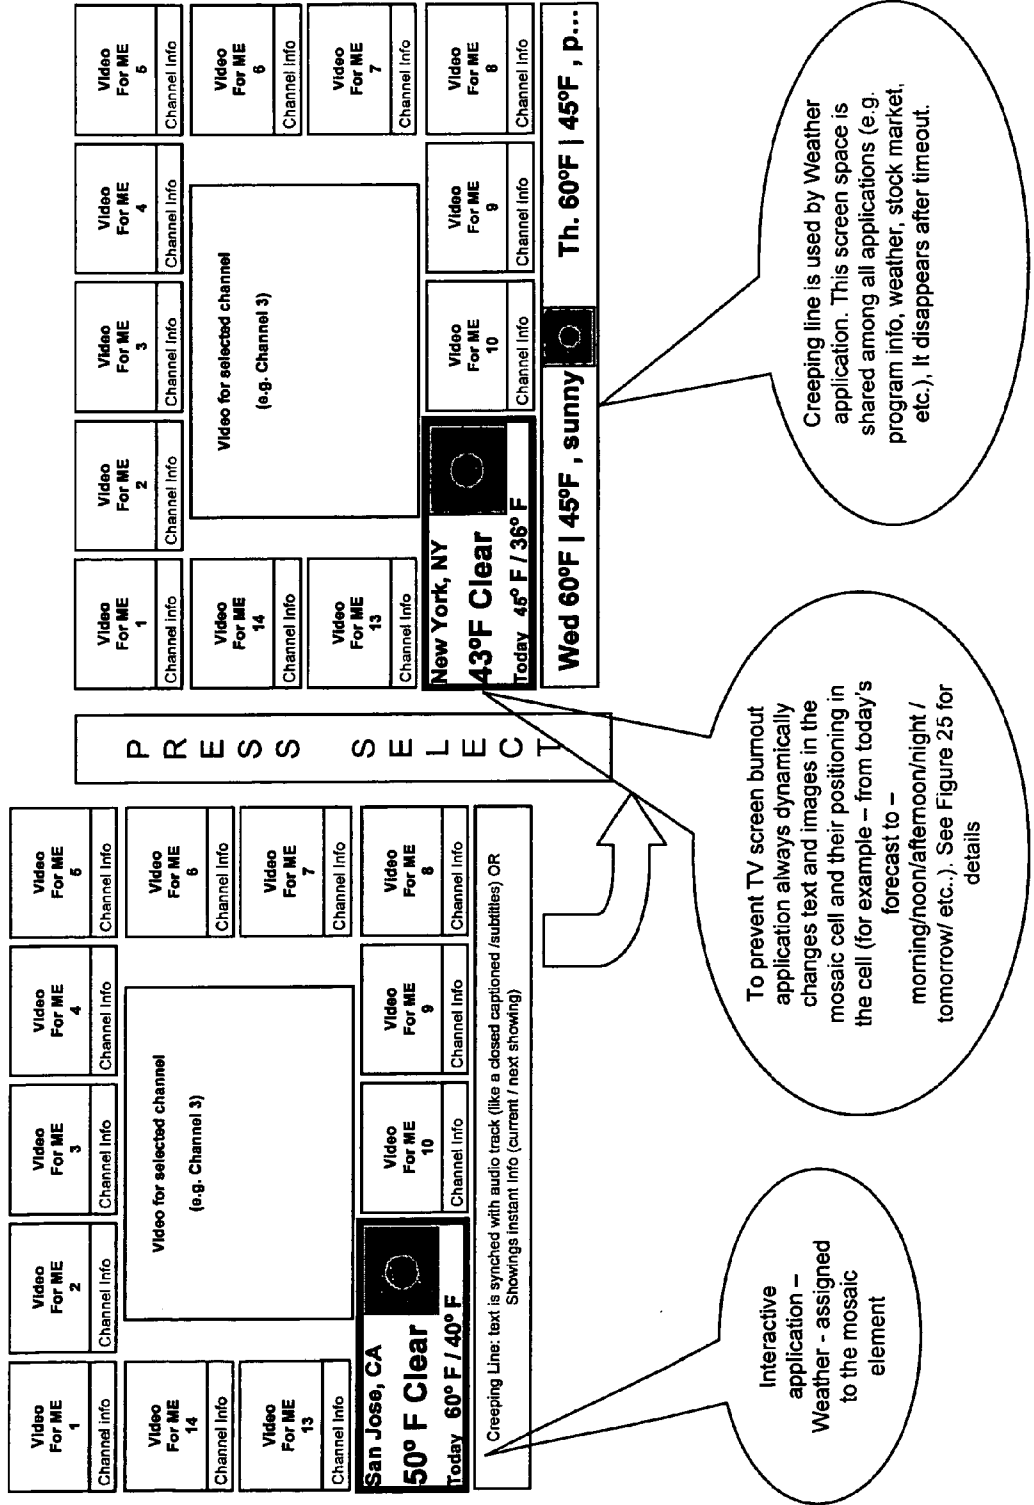 Video
For ME
1
Channel info
Video
For ME
2
Channel Info
Video
For ME
3
Channel Info
Video
For ME
4
Channel Info
Video
For ME
5
Channel Info
Video
For ME
14
Channel Info
Video for selected channel
(e.g. Channel 3)
Video
For ME
6
Channel Info
Video
For ME
13
Channel Info
Video
For ME
7
Channel Info
San Jose, CA
50º F Clear
Today 60º F / 40º F
Video
For ME
10
Channel Info
Video
For ME
9
Channel Info
Video
For ME
8
Channel Info
Creeping Line: text is synched with audio track (like a closed captioned /subtitles) OR
Showings instant Info (current / next showing)
Interactive
application –
Weather - assigned
to the mosaic
element
PRESS SELECT
Video
For ME
1
Channel info
Video
For ME
2
Channel Info
Video
For ME
3
Channel Info
Video
For ME
4
Channel Info
Video
For ME
5
Channel Info
Video
For ME
14
Channel Info
Video for selected channel
(e.g. Channel 3)
Video
For ME
6
Channel Info
Video
For ME
13
Channel Info
Video
For ME
7
Channel Info
New York, NY
43ºF Clear
Today 45º F / 36º F
Video
For ME
10
Channel Info
Video
For ME
9
Channel Info
Video
For ME
8
Channel Info
Wed 60ºF | 45ºF , sunny Th. 60ºF | 45ºF , p...
To prevent TV screen burnout
application always dynamically
changes text and images in the
mosaic cell and their positioning in
the cell (for example – from today's
forecast to –
morning/noon/afternoon/night /
tomorrow/ etc..). See Figure 25 for
details
Creeping line is used by Weather
application. This screen space is
shared among all applications (e.g.
program info, weather, stock market,
etc.), It disappears after timeout.